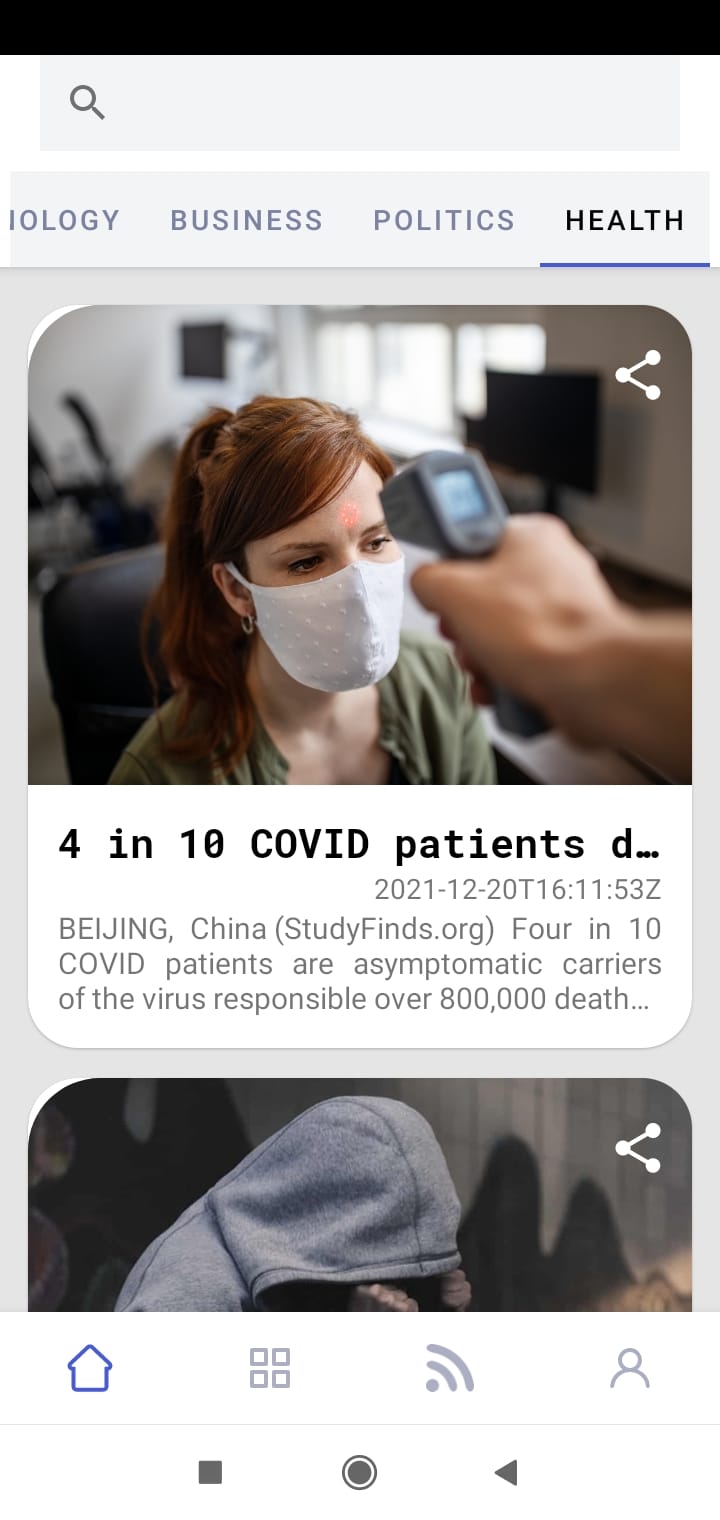 IOLOGY BUSINESS POLITICS HEALTH
4 in 10 COVID patients d…
2021-12-20T16:11:53Z
BEIJING, China (StudyFinds.org) Four in 10
COVID patients are asymptomatic carriers
of the virus responsible over 800,000 death…